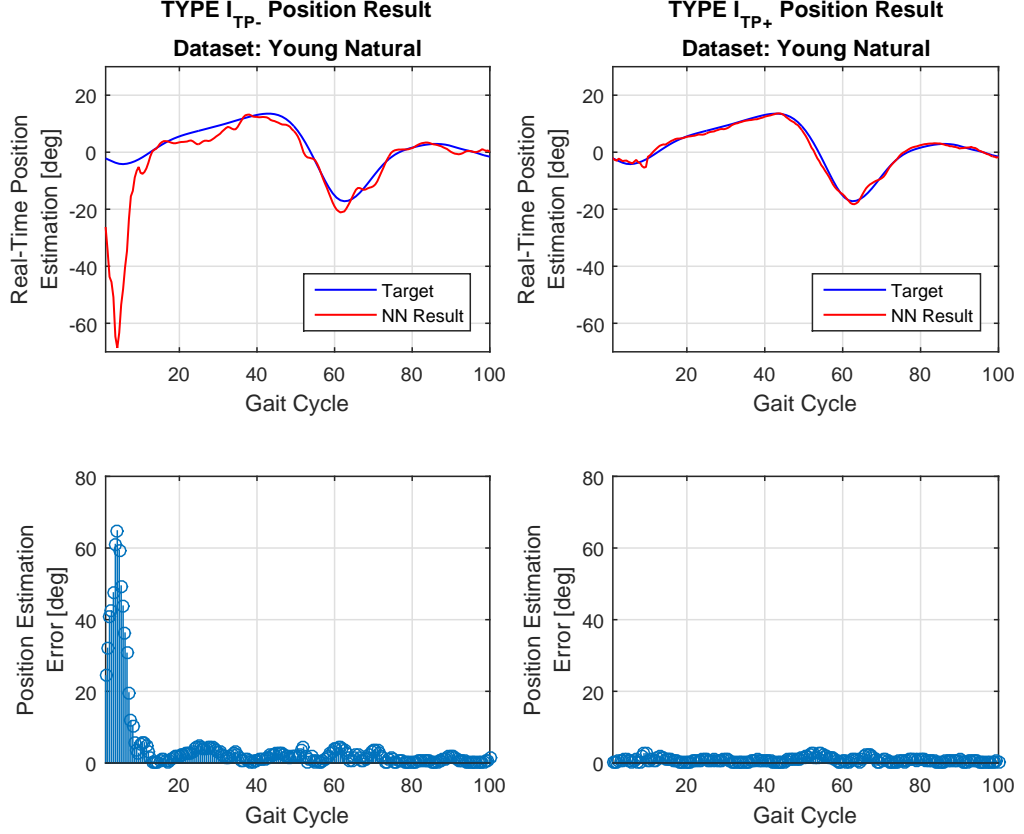 TYPE I_TP- Position Result
Dataset: Young Natural
Real-Time Position
Estimation [deg]
20
0
-20
-40
-60
Target
NN Result
20 40 60 80 100
Gait Cycle
TYPE I_TP+ Position Result
Dataset: Young Natural
Real-Time Position
Estimation [deg]
20
0
-20
-40
-60
Target
NN Result
20 40 60 80 100
Gait Cycle
Position Estimation
Error [deg]
80
60
40
20
0
20 40 60 80 100
Gait Cycle
Position Estimation
Error [deg]
80
60
40
20
0
20 40 60 80 100
Gait Cycle